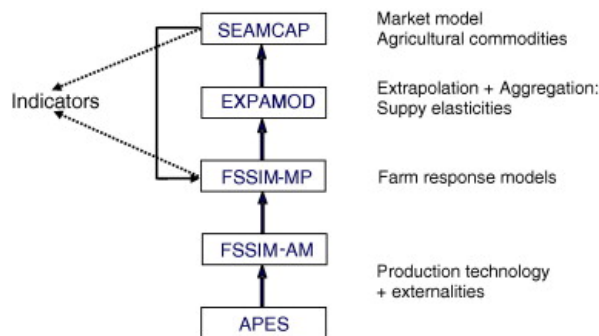 SEAMCAP
Market model
Agricultural commodities
Indicators
EXPAMOD
Extrapolation + Aggregation:
Suppy elasticities
FSSIM-MP
Farm response models
FSSIM-AM
Production technology
+ externalities
APES